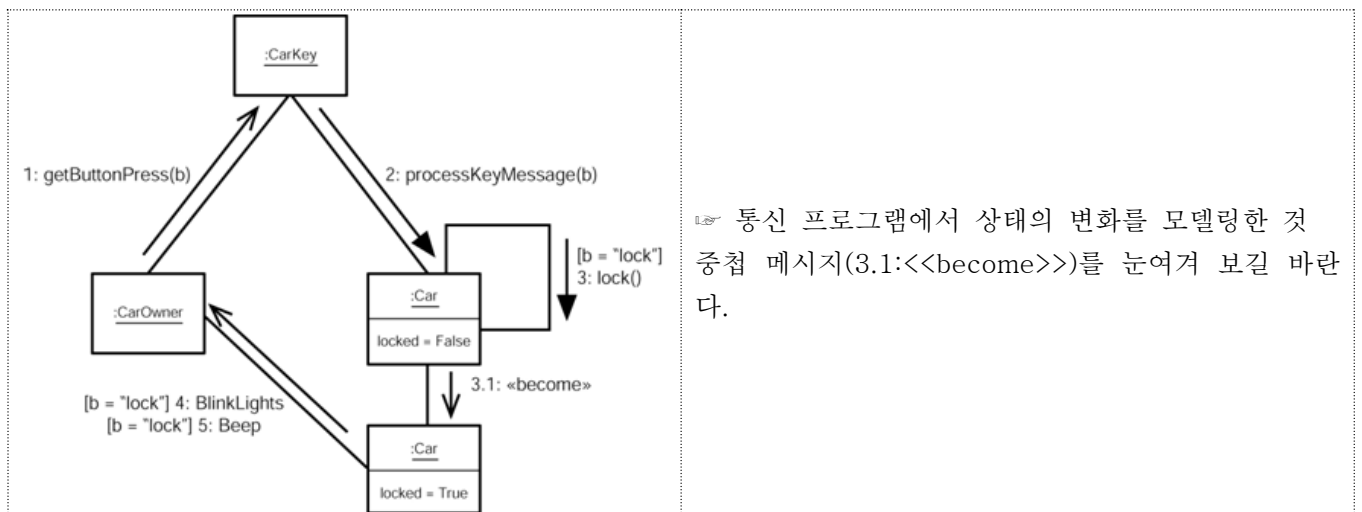 :CarKey
1: getButtonPress(b)
2: processKeyMessage(b)
[b = "lock"]
3: lock()
:Car
locked = False
:CarOwner
3.1: «become»
[b = "lock"] 4: BlinkLights
[b = "lock"] 5: Beep
:Car
locked = True
☞ 통신 프로그램에서 상태의 변화를 모델링한 것
중첩 메시지(3.1:<<become>>)를 눈여겨 보길 바란
다.